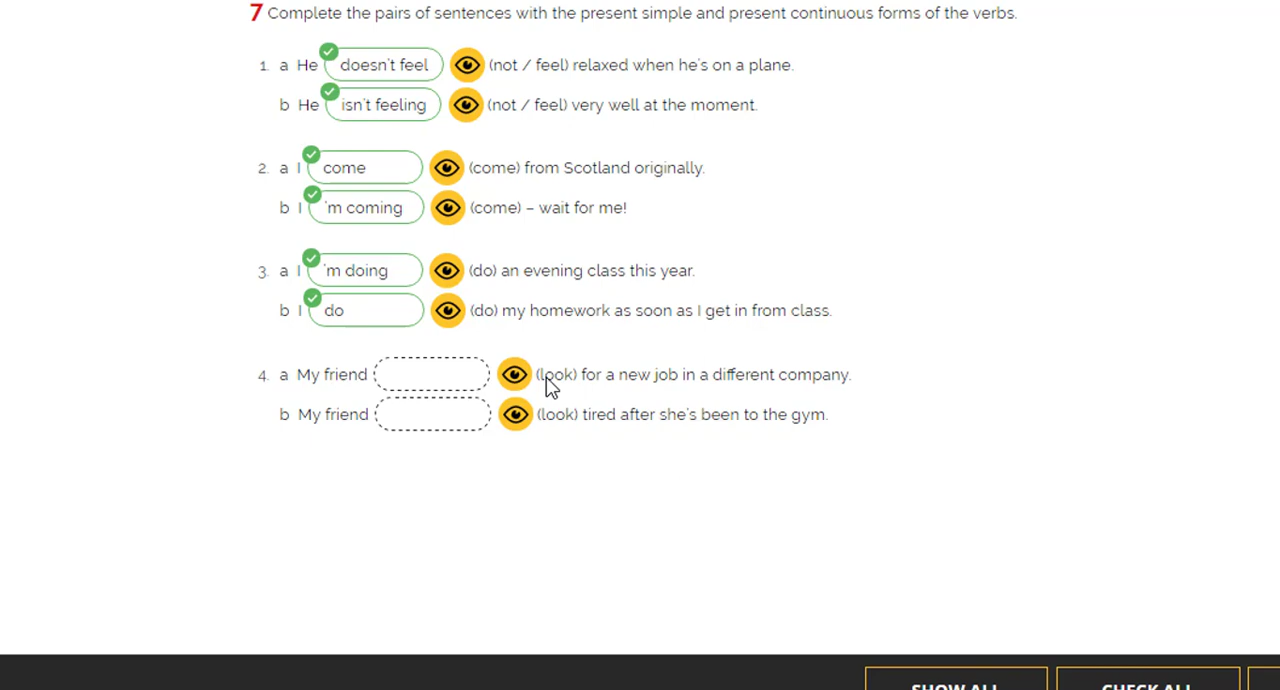 7 Complete the pairs of sentences with the present simple and present continuous forms of the verbs.
1. a He doesn't feel (not / feel) relaxed when he's on a plane.
b He isn't feeling (not / feel) very well at the moment.
2. a I come (come) from Scotland originally.
b I 'm coming (come) – wait for me!
3. a I 'm doing (do) an evening class this year.
b I do (do) my homework as soon as I get in from class.
4. a My friend (look) for a new job in a different company.
b My friend (look) tired after she's been to the gym.
SHOW ALL CHECK ALL